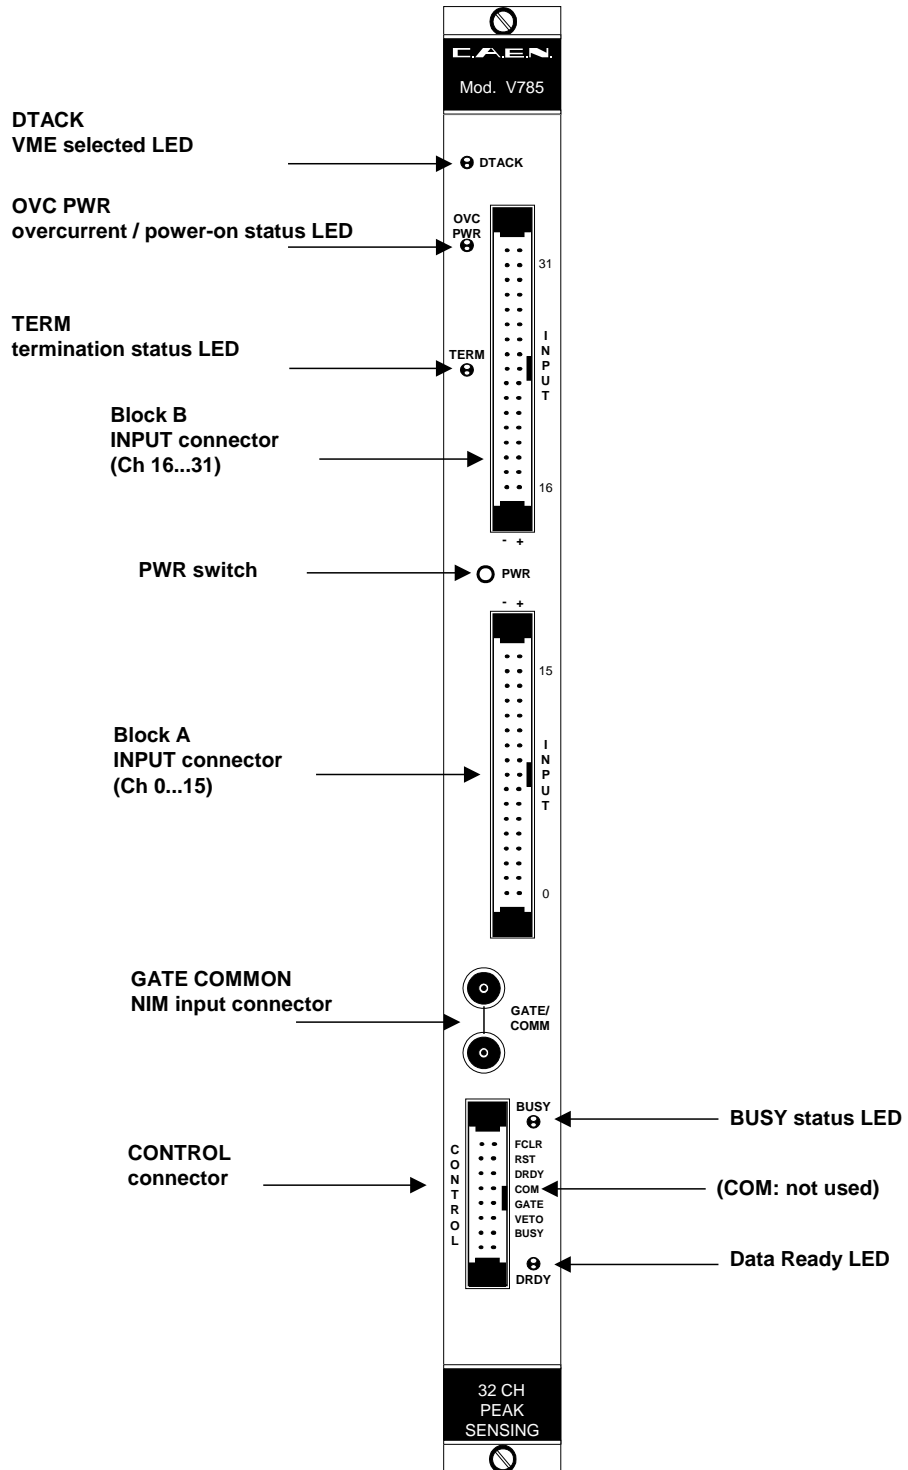 C.A.E.N.
Mod. V785
DTACK
VME selected LED
DTACK
OVC PWR
overcurrent / power-on status LED
OVC
PWR
31
TERM
termination status LED
TERM
INPUT
Block B
INPUT connector
(Ch 16...31)
16
- +
PWR switch
PWR
- +
15
Block A
INPUT connector
(Ch 0...15)
INPUT
0
GATE COMMON
NIM input connector
GATE/
COMM
BUSY
BUSY status LED
CONTROL
connector
CONTROL
FCLR
RST
DRDY
COM
GATE
VETO
BUSY
(COM: not used)
Data Ready LED
DRDY
32 CH
PEAK
SENSING